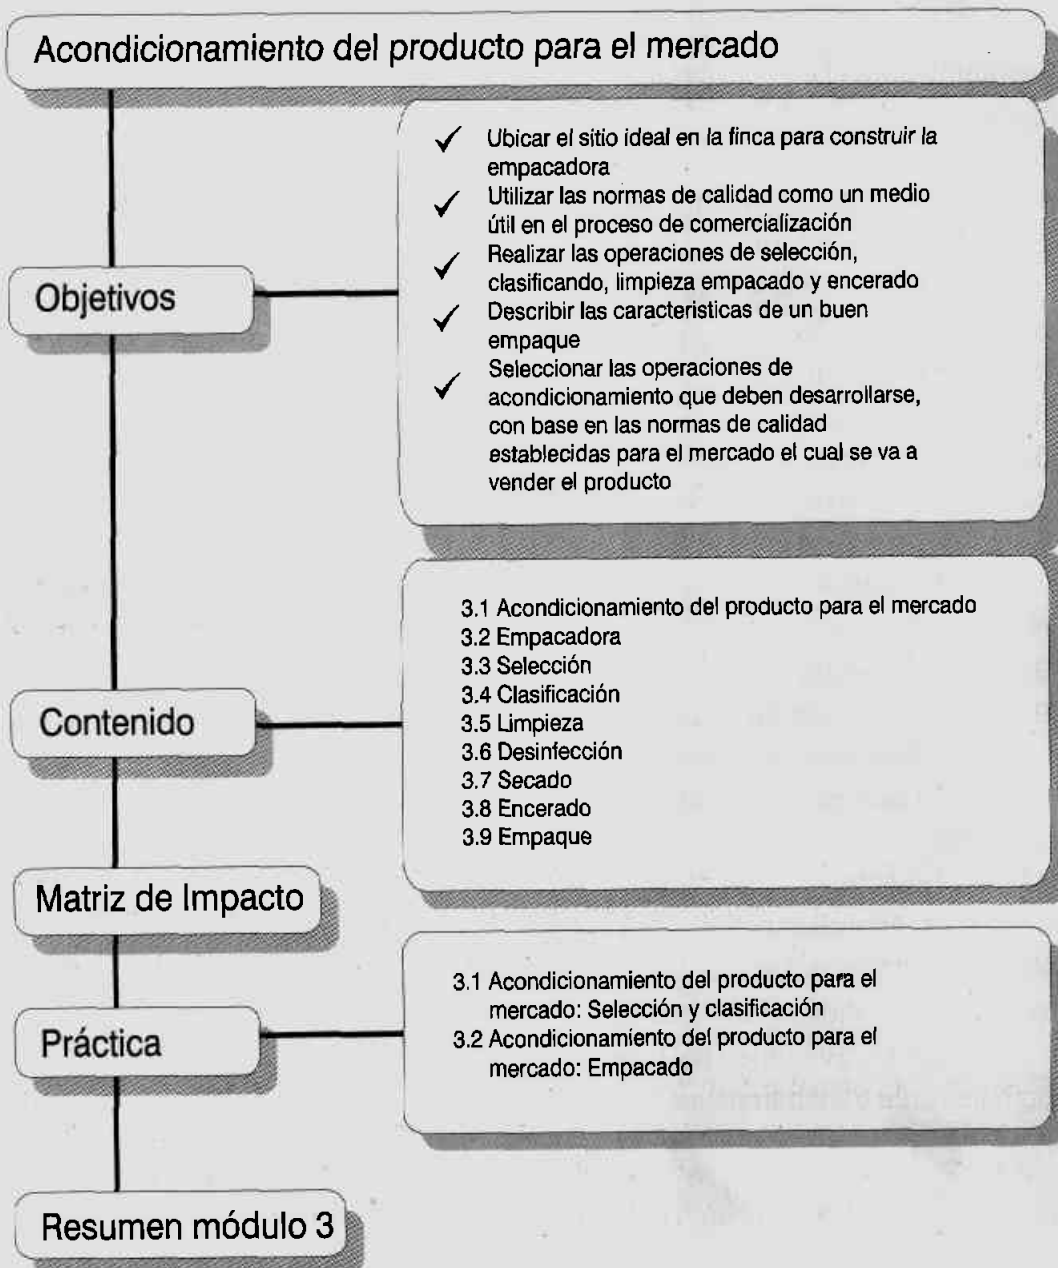 Acondicionamiento del producto para el mercado
Objetivos
✓ Ubicar el sitio ideal en la finca para construir la
empacadora
✓ Utilizar las normas de calidad como un medio
útil en el proceso de comercialización
✓ Realizar las operaciones de selección,
clasificando, limpieza empacado y encerado
✓ Describir las caracteristicas de un buen
empaque
✓ Seleccionar las operaciones de
acondicionamiento que deben desarrollarse,
con base en las normas de calidad
establecidas para el mercado el cual se va a
vender el producto
Contenido
3.1 Acondicionamiento del producto para el mercado
3.2 Empacadora
3.3 Selección
3.4 Clasificación
3.5 Limpieza
3.6 Desinfección
3.7 Secado
3.8 Encerado
3.9 Empaque
Matriz de Impacto
Práctica
3.1 Acondicionamiento del producto para el
mercado: Selección y clasificación
3.2 Acondicionamiento del producto para el
mercado: Empacado
Resumen módulo 3